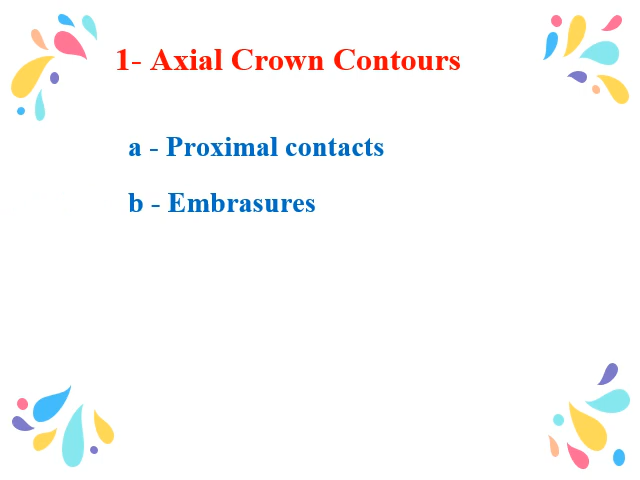 1- Axial Crown Contours
a - Proximal contacts
b - Embrasures